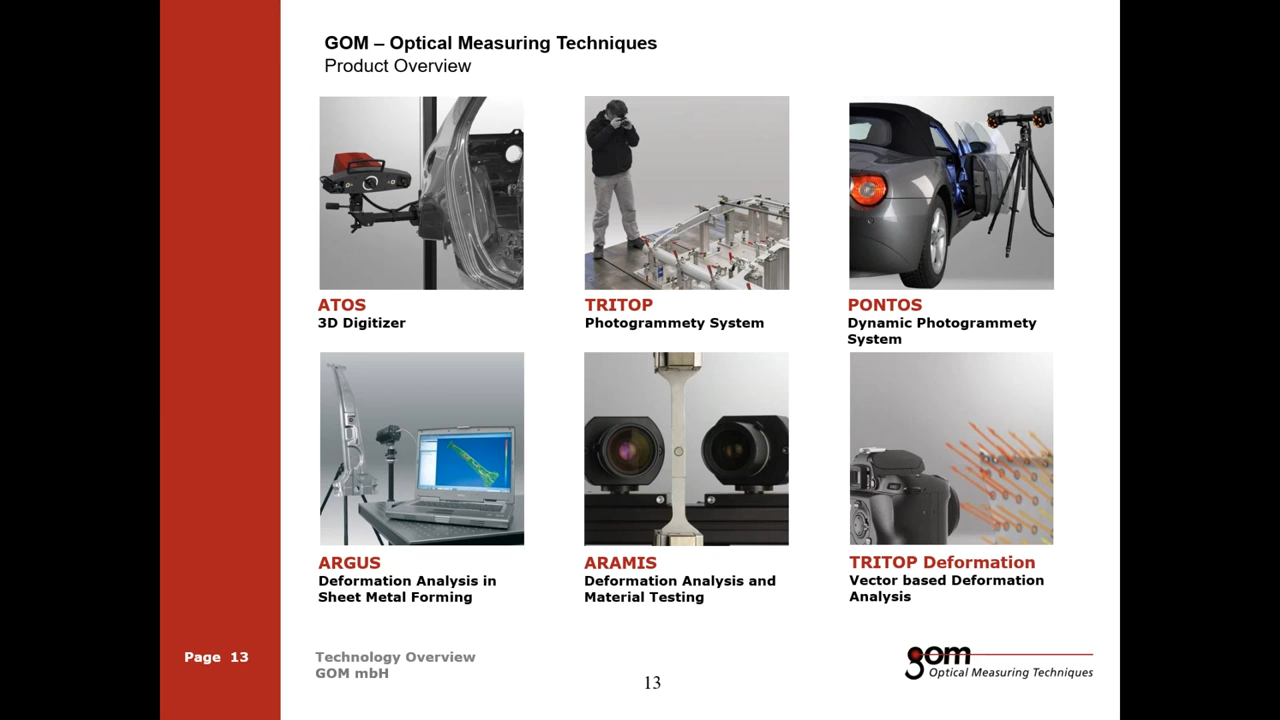 GOM – Optical Measuring Techniques
Product Overview
ATOS
3D Digitizer
TRITOP
Photogrammety System
PONTOS
Dynamic Photogrammety
System
ARGUS
Deformation Analysis in
Sheet Metal Forming
ARAMIS
Deformation Analysis and
Material Testing
TRITOP Deformation
Vector based Deformation
Analysis
Page 13
Technology Overview
GOM mbH
13
gom
Optical Measuring Techniques